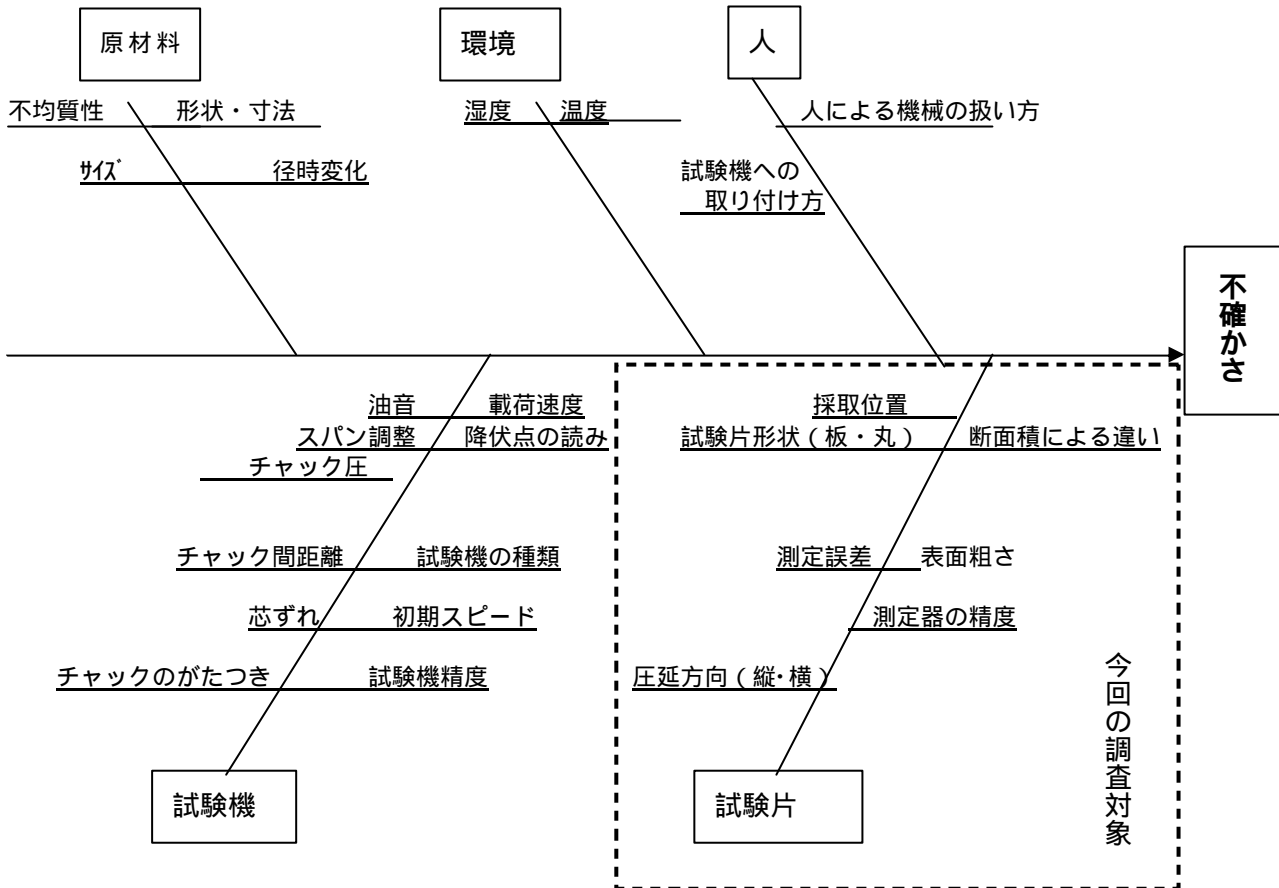 原材料
環境
人
不均質性 形状・寸法
湿度 温度
人による機械の扱い方
ｻｲｽﾞ 径時変化
試験機への
取り付け方
不確かさ
油音 載荷速度
スパン調整 降伏点の読み
チャック圧
チャック間距離 試験機の種類
芯ずれ 初期スピード
チャックのがたつき 試験機精度
試験機
採取位置
試験片形状（板・丸） 断面積による違い
測定誤差 表面粗さ
測定器の精度
圧延方向（縦･横）
試験片
今回の調査対象